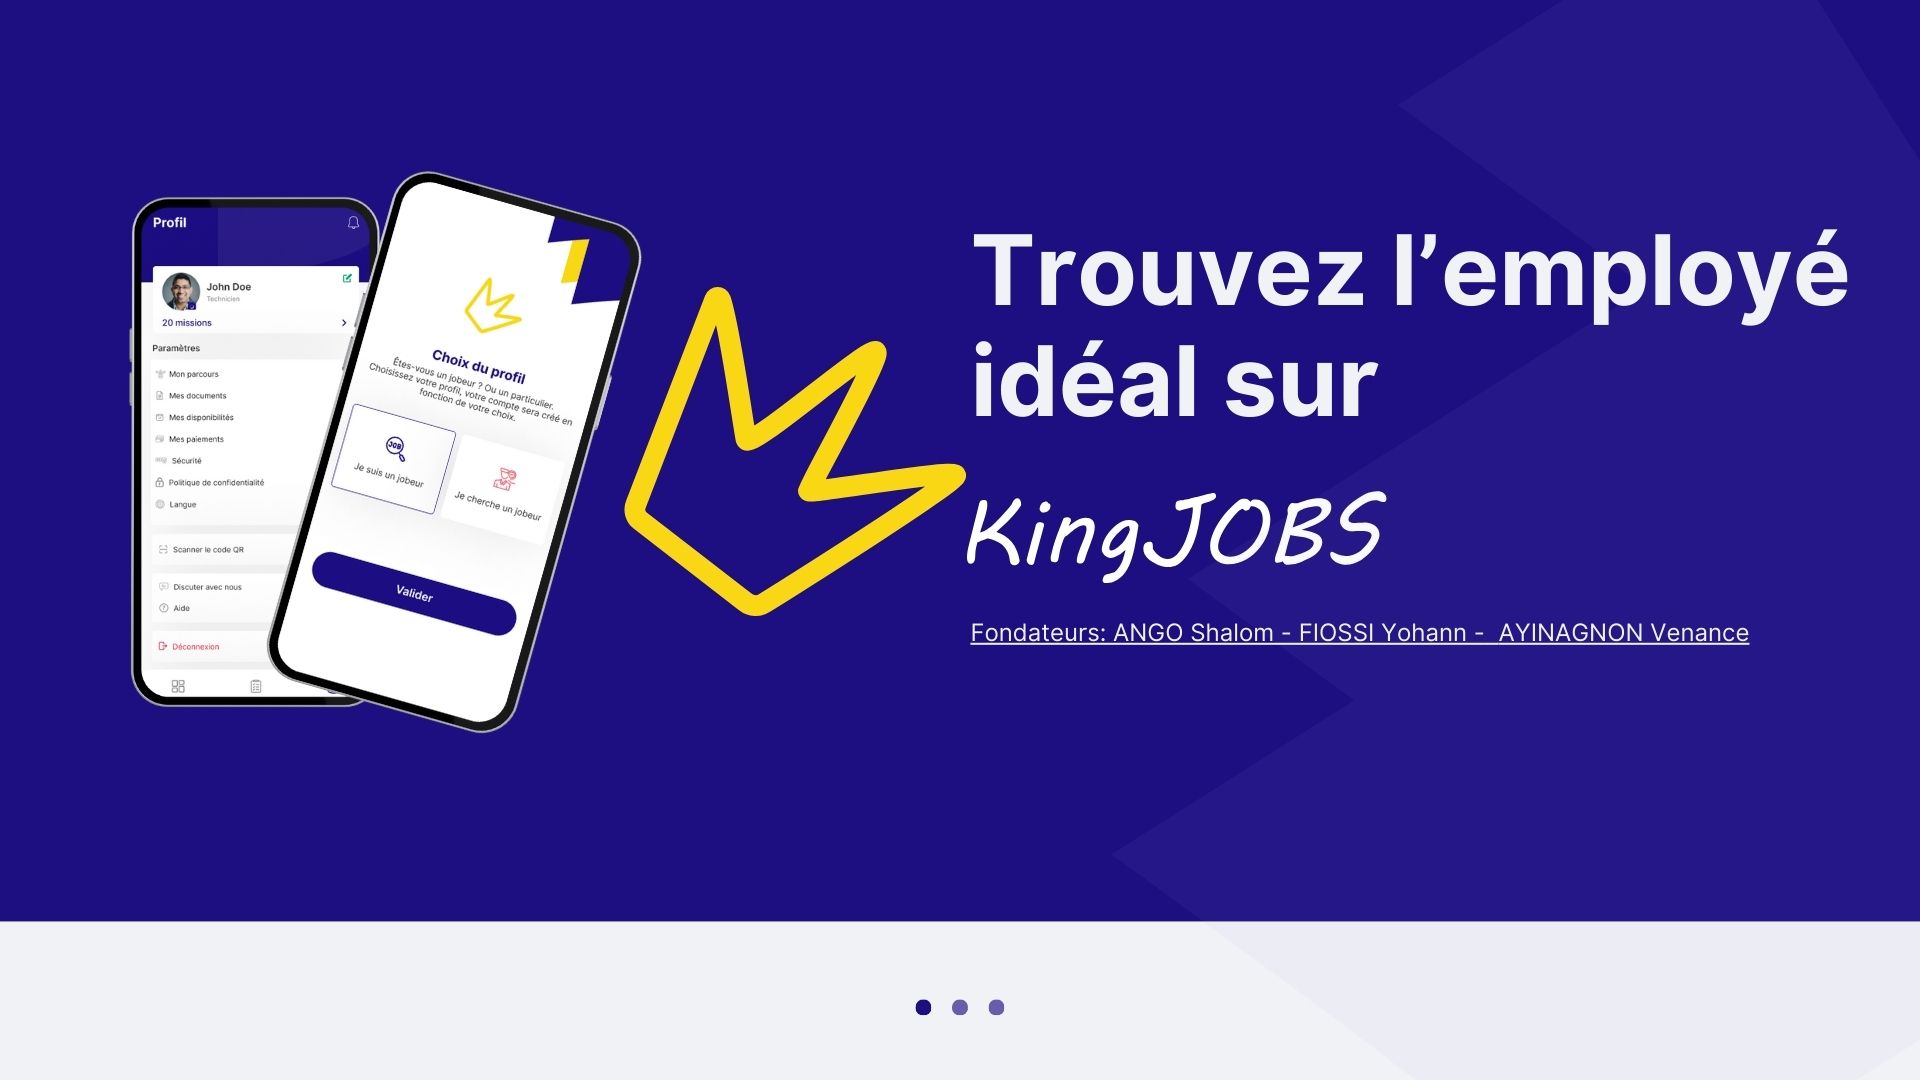 Profil
John Doe
Technicien
20 missions
Paramètres
Mon parcours
Mes documents
Mes disponibilités
Mes paiements
Sécurité
Politique de confidentialité
Langue
Scanner le code QR
Discuter avec nous
Aide
Déconnexion
Choix du profil
Êtes-vous un jobeur ? Ou un particulier.
Choisissez votre profil, votre compte sera créé en
fonction de votre choix.
JOB
Je suis un jobeur
Je cherche un jobeur
Valider
Trouvez l’employé
idéal sur
KingJOBS
Fondateurs: ANGO Shalom - FIOSSI Yohann -  AYINAGNON Venance